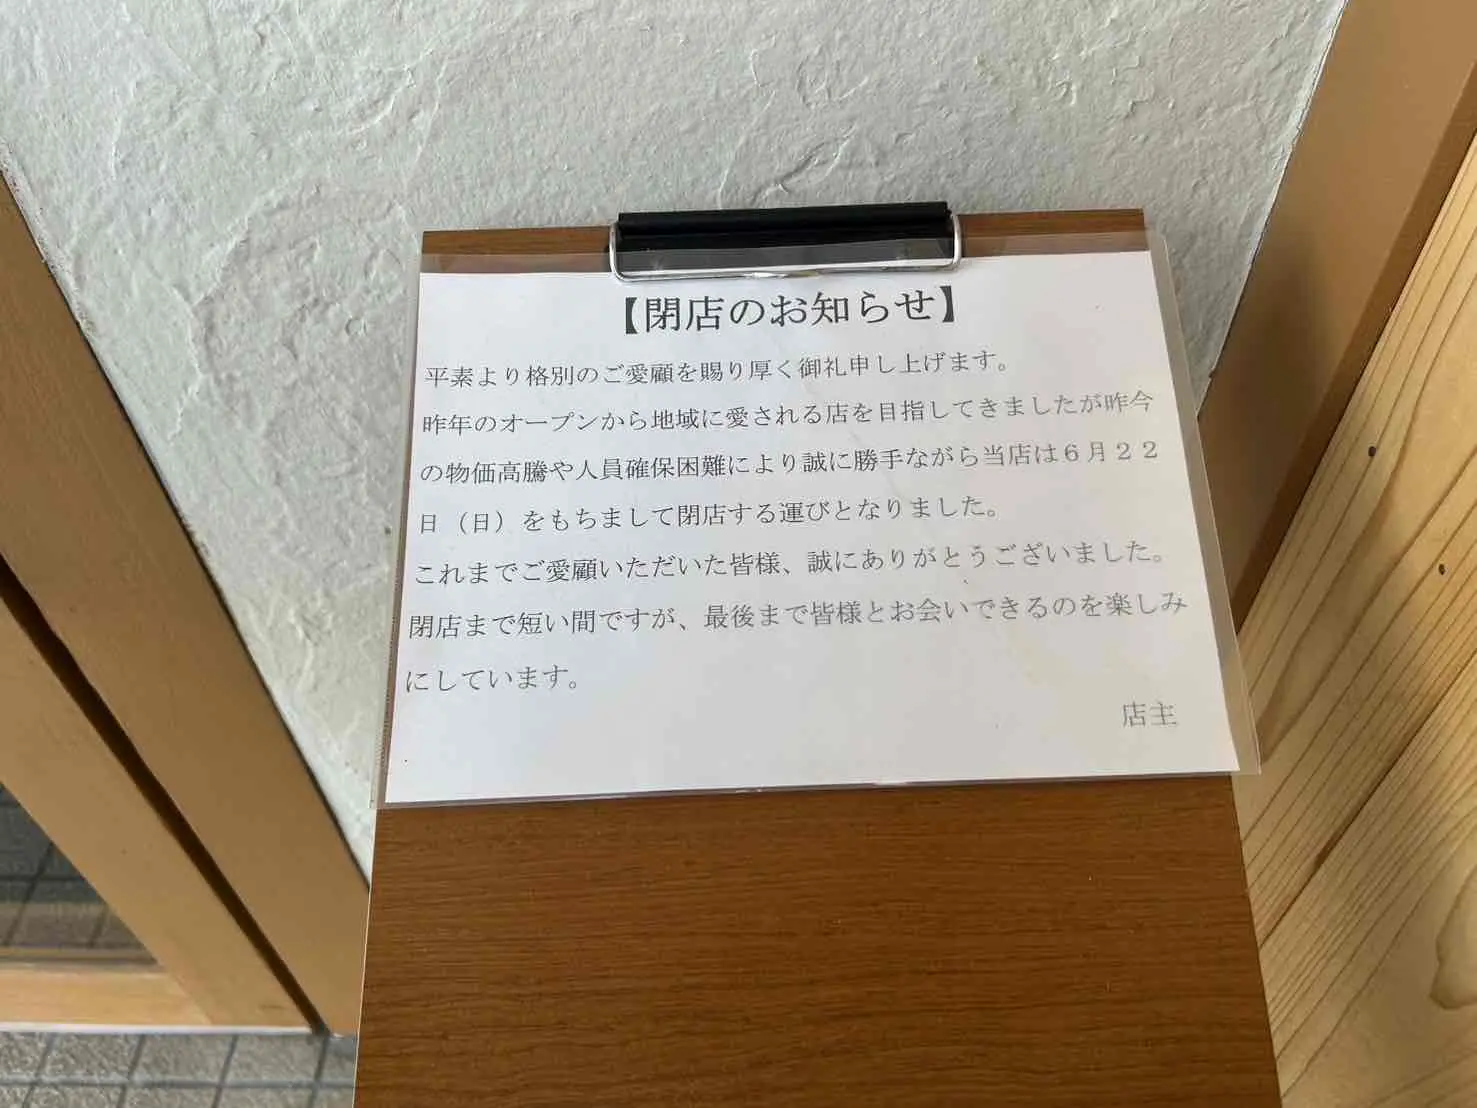 【閉店のお知らせ】
平素より格別のご愛顧を賜り厚く御礼申し上げます。
昨年のオープンから地域に愛される店を目指してきましたが昨今
の物価高騰や人員確保困難により誠に勝手ながら当店は６月２２
日（日）をもちまして閉店する運びとなりました。
これまでご愛顧いただいた皆様、誠にありがとうございました。
閉店まで短い間ですが、最後まで皆様とお会いできるのを楽しみ
にしています。
店主